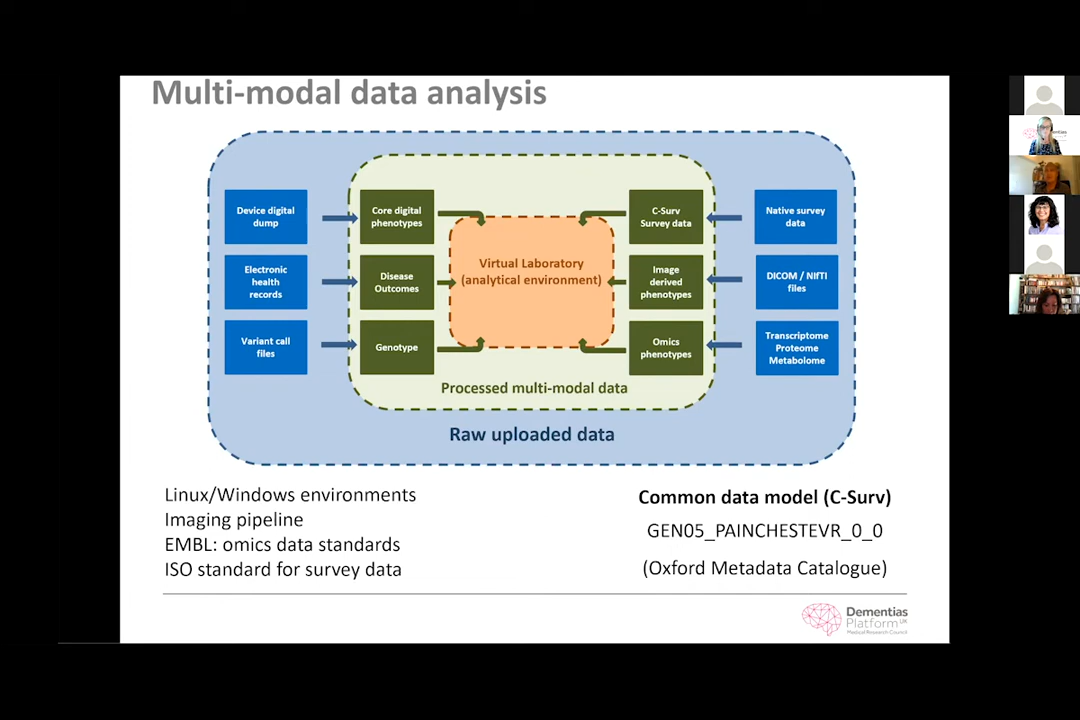 Multi-modal data analysis
Device digital
dump
Electronic
health
records
Variant call
files
Core digital
phenotypes
Disease
Outcomes
Genotype
Virtual Laboratory
(analytical environment)
C-Surv
Survey data
Image
derived
phenotypes
Omics
phenotypes
Native survey
data
DICOM / NIfTI
files
Transcriptome
Proteome
Metabolome
Processed multi-modal data
Raw uploaded data
Linux/Windows environments
Imaging pipeline
EMBL: omics data standards
ISO standard for survey data
Common data model (C-Surv)
GEN05_PAINCHESTEVR_0_0
(Oxford Metadata Catalogue)
Dementias
Platform UK
Medical Research Council